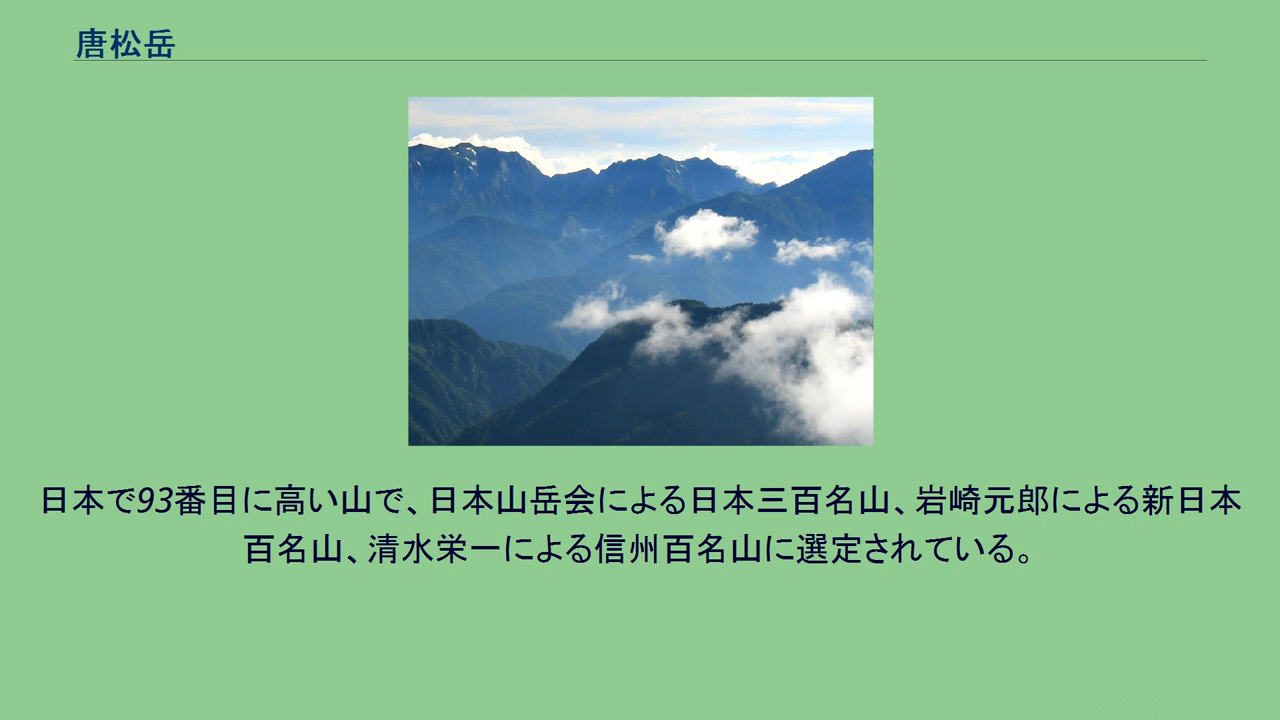 唐松岳
日本で93番目に高い山で、日本山岳会による日本三百名山、岩崎元郎による新日本
百名山、清水栄一による信州百名山に選定されている。